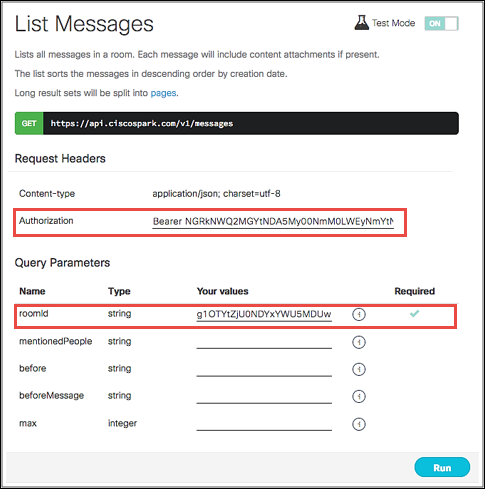 List Messages
Test Mode ON
Lists all messages in a room. Each message will include content attachments if present.
The list sorts the messages in descending order by creation date.
Long result sets will be split into pages.
GET https://api.ciscospark.com/v1/messages
Request Headers
Content-type application/json; charset=utf-8
Authorization Bearer NGRkNWQ2MGYtNDA5My00NmM0LWEyNmYtN
Query Parameters
Name Type Your values Required
roomId string g1OTYtZjU0NDYxYWU5MDUw
mentionedPeople string
before string
beforeMessage string
max integer
Run